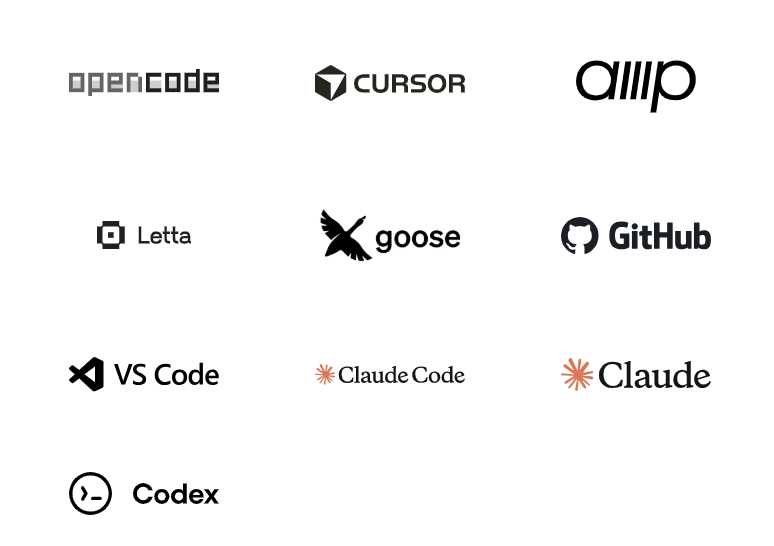 opencode
CURSOR
amp
Letta
goose
GitHub
VS Code
Claude Code
Claude
Codex